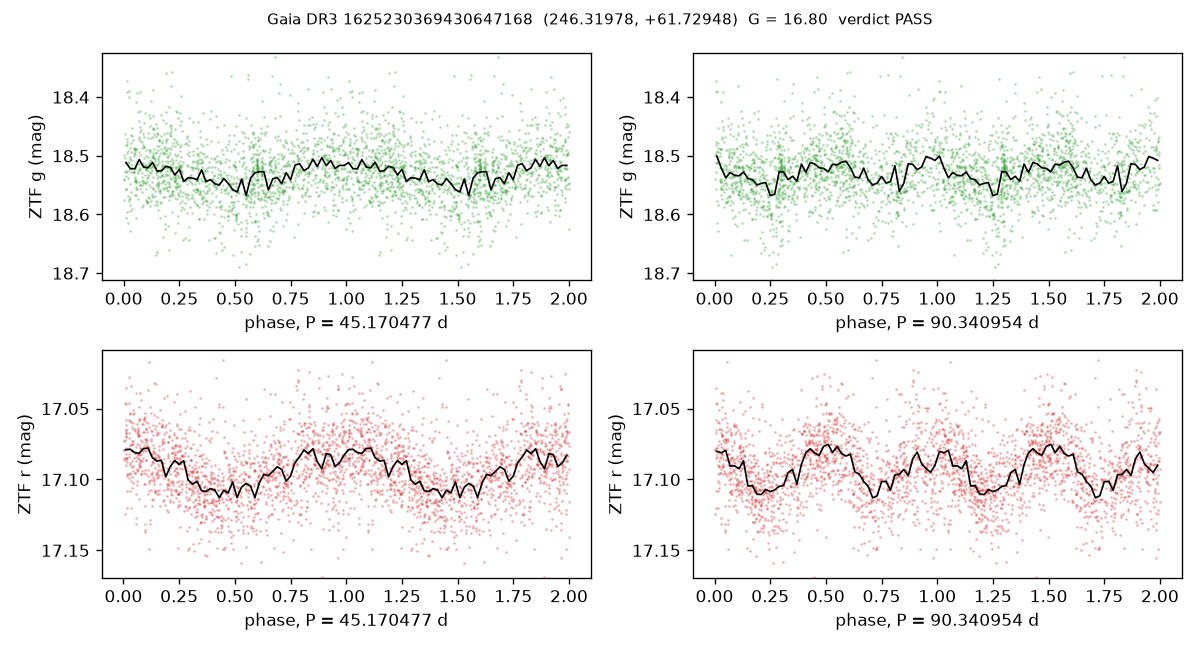 Gaia DR3 1625230369430647168 (246.31978, +61.72948) G = 16.80 verdict PASS
ZTF g (mag)
18.4
18.5
18.6
18.7
0.00 0.25 0.50 0.75 1.00 1.25 1.50 1.75 2.00
phase, P = 45.170477 d
ZTF g (mag)
18.4
18.5
18.6
18.7
0.00 0.25 0.50 0.75 1.00 1.25 1.50 1.75 2.00
phase, P = 90.340954 d
ZTF r (mag)
17.05
17.10
17.15
0.00 0.25 0.50 0.75 1.00 1.25 1.50 1.75 2.00
phase, P = 45.170477 d
ZTF r (mag)
17.05
17.10
17.15
0.00 0.25 0.50 0.75 1.00 1.25 1.50 1.75 2.00
phase, P = 90.340954 d